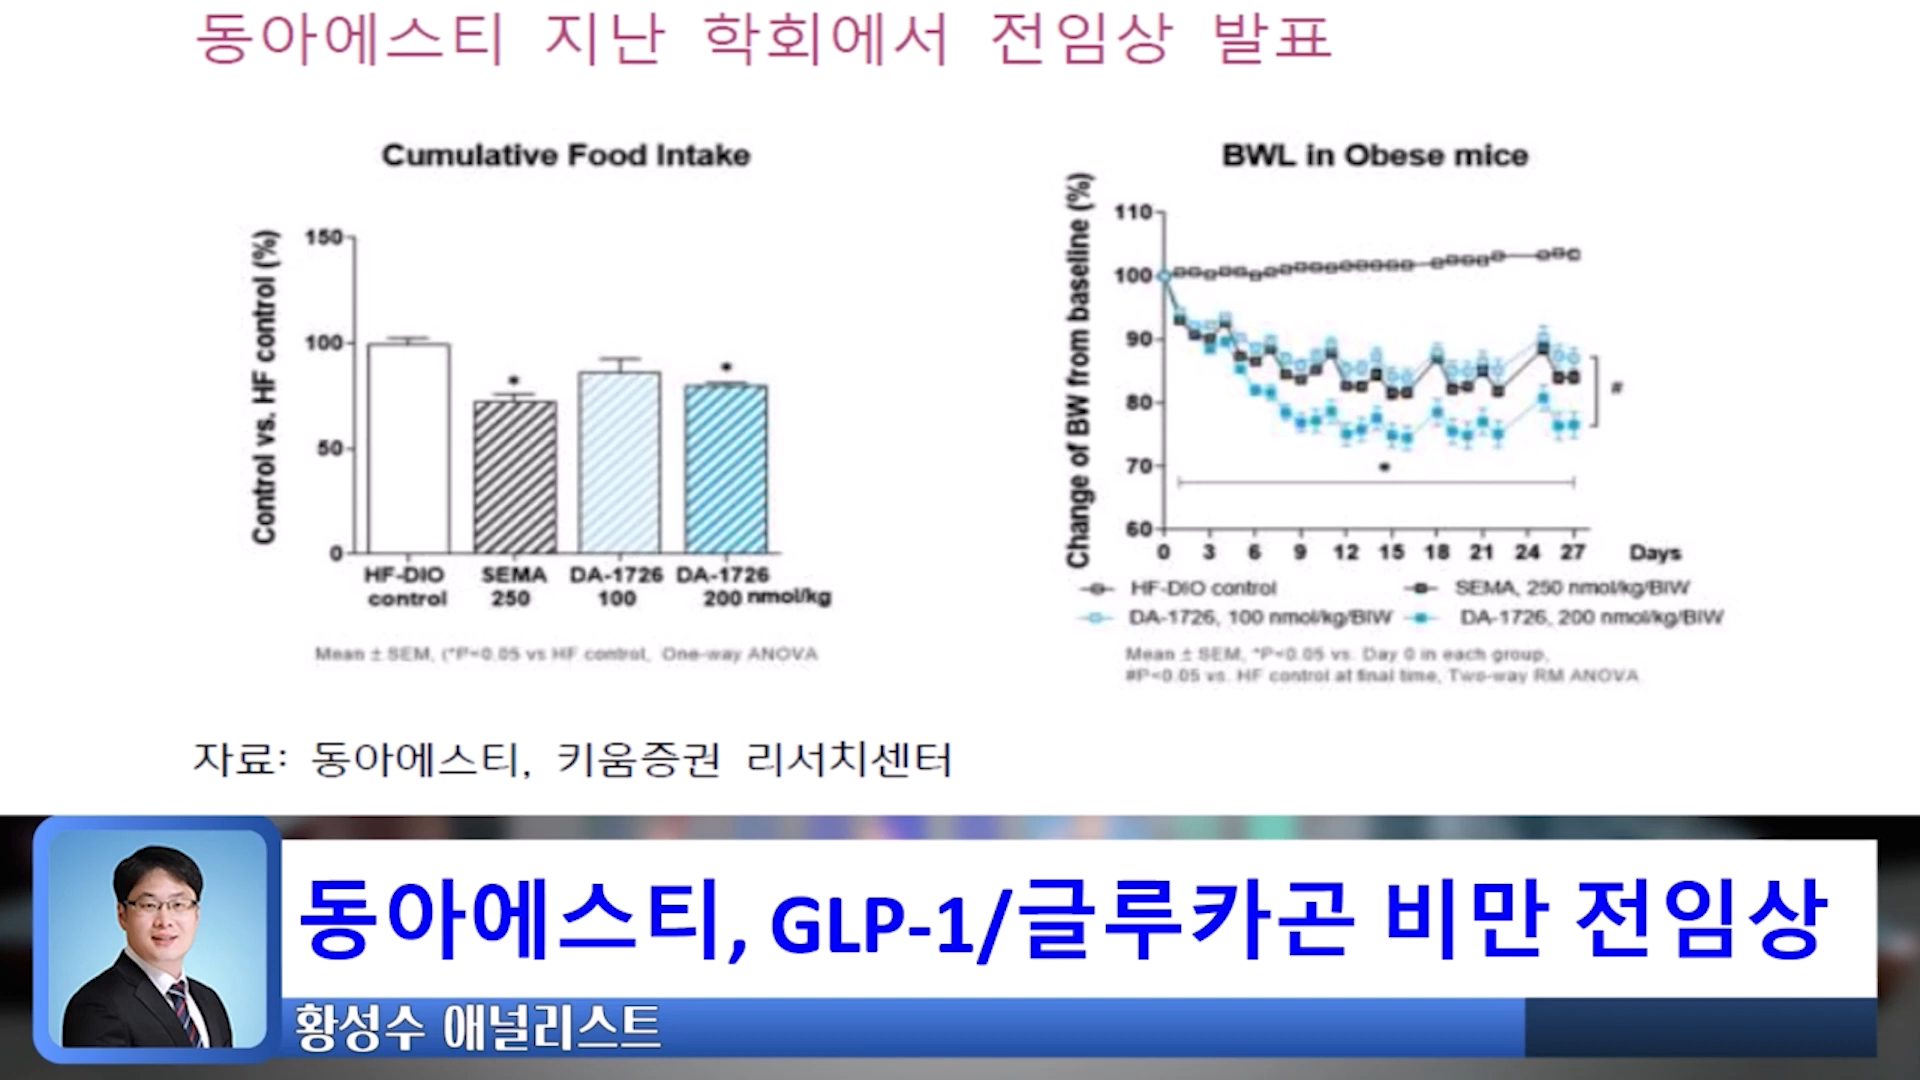 동아에스티 지난 학회에서 전임상 발표
Cumulative Food Intake
Control vs. HF control (%)
150
100
50
0
HF-DIO control
SEMA 250
DA-1726 100
DA-1726 200 nmol/kg
Mean ± SEM, (*P<0.05 vs HF control, One-way ANOVA
BWL in Obese mice
Change of BW from baseline (%)
110
100
90
80
70
60
*
*
#
*
0 3 6 9 12 15 18 21 24 27 Days
HF-DIO control
SEMA, 250 nmol/kg/BIW
DA-1726, 100 nmol/kg/BIW
DA-1726, 200 nmol/kg/BIW
Mean ± SEM, *P<0.05 vs. Day 0 in each group,
#P<0.05 vs. HF control at final time, Two-way RM ANOVA
자료: 동아에스티, 키움증권 리서치센터
동아에스티, GLP-1/글루카곤 비만 전임상
황성수 애널리스트